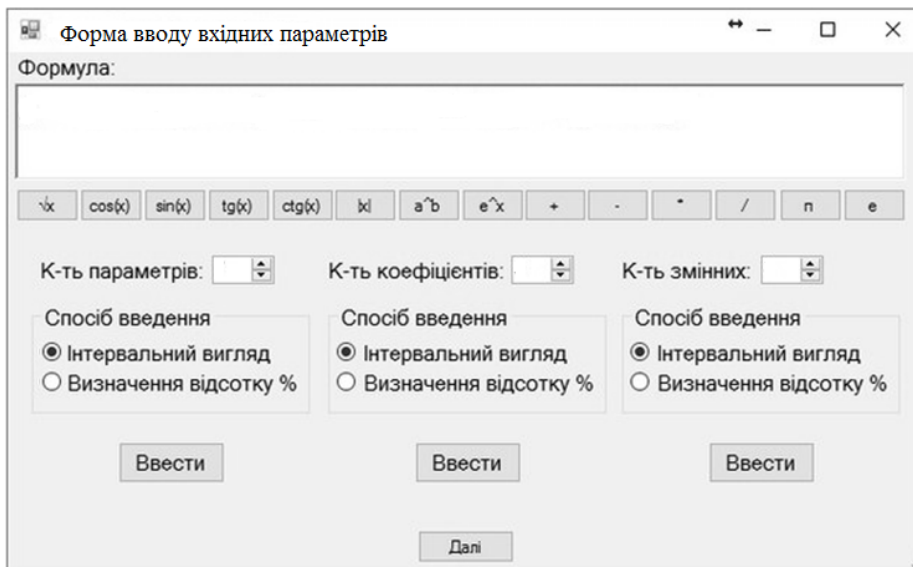 Форма вводу вхідних параметрів
Формула:
√x cos(x) sin(x) tg(x) ctg(x) |x| a^b e^x + - * / п e
К-ть параметрів: К-ть коефіцієнтів: К-ть змінних:
Спосіб введення Спосіб введення Спосіб введення
Інтервальний вигляд Інтервальний вигляд Інтервальний вигляд
Визначення відсотку % Визначення відсотку % Визначення відсотку %
Ввести Ввести Ввести
Далі